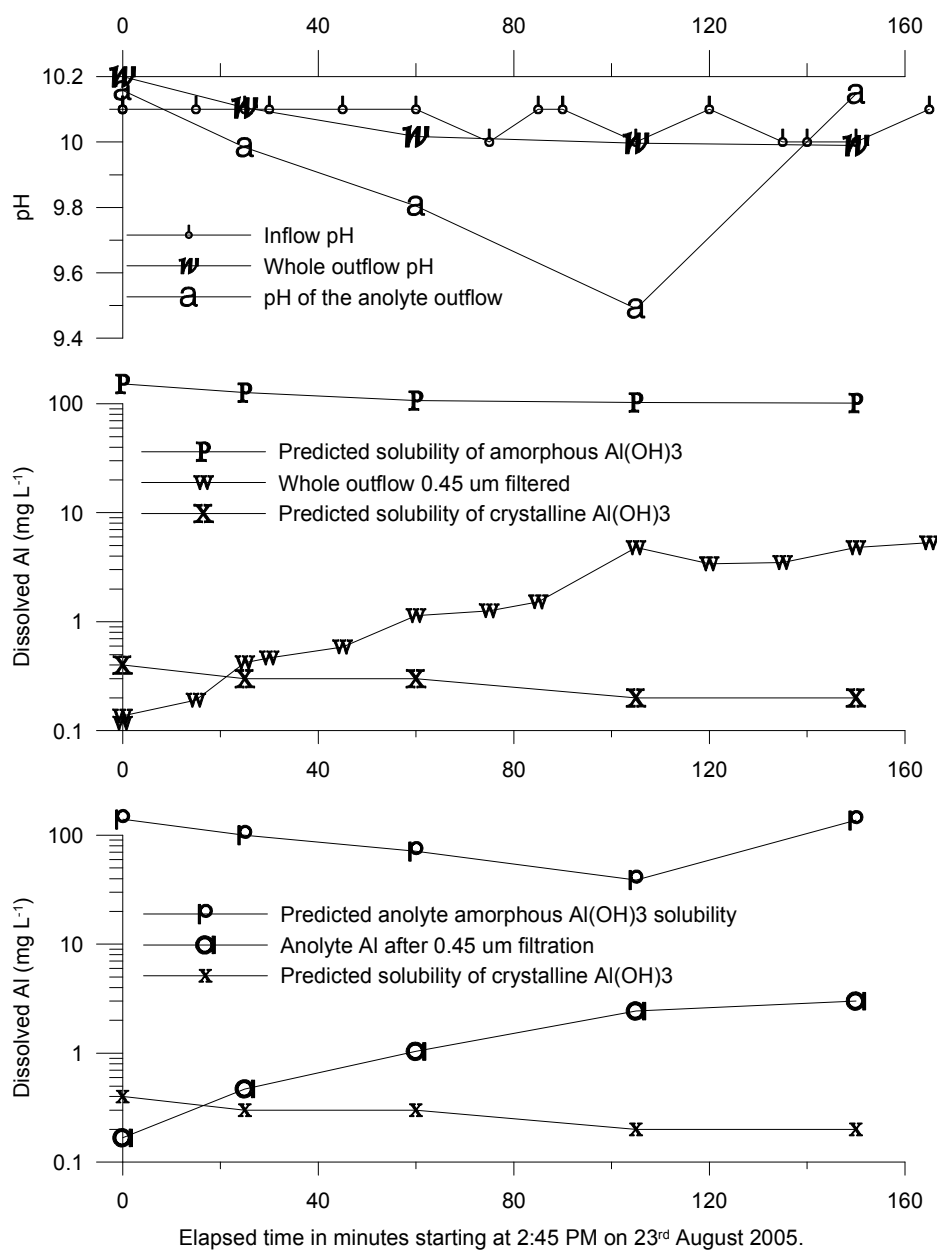 0 40 80 120 160
10.2
10
9.8
9.6
9.4
pH
Inflow pH
Whole outflow pH
pH of the anolyte outflow
100
10
1
0.1
Dissolved Al (mg L-1)
Predicted solubility of amorphous Al(OH)3
Whole outflow 0.45 um filtered
Predicted solubility of crystalline Al(OH)3
0 40 80 120 160
100
10
1
0.1
Dissolved Al (mg L-1)
Predicted anolyte amorphous Al(OH)3 solubility
Anolyte Al after 0.45 um filtration
Predicted solubility of crystalline Al(OH)3
0 40 80 120 160
Elapsed time in minutes starting at 2:45 PM on 23rd August 2005.